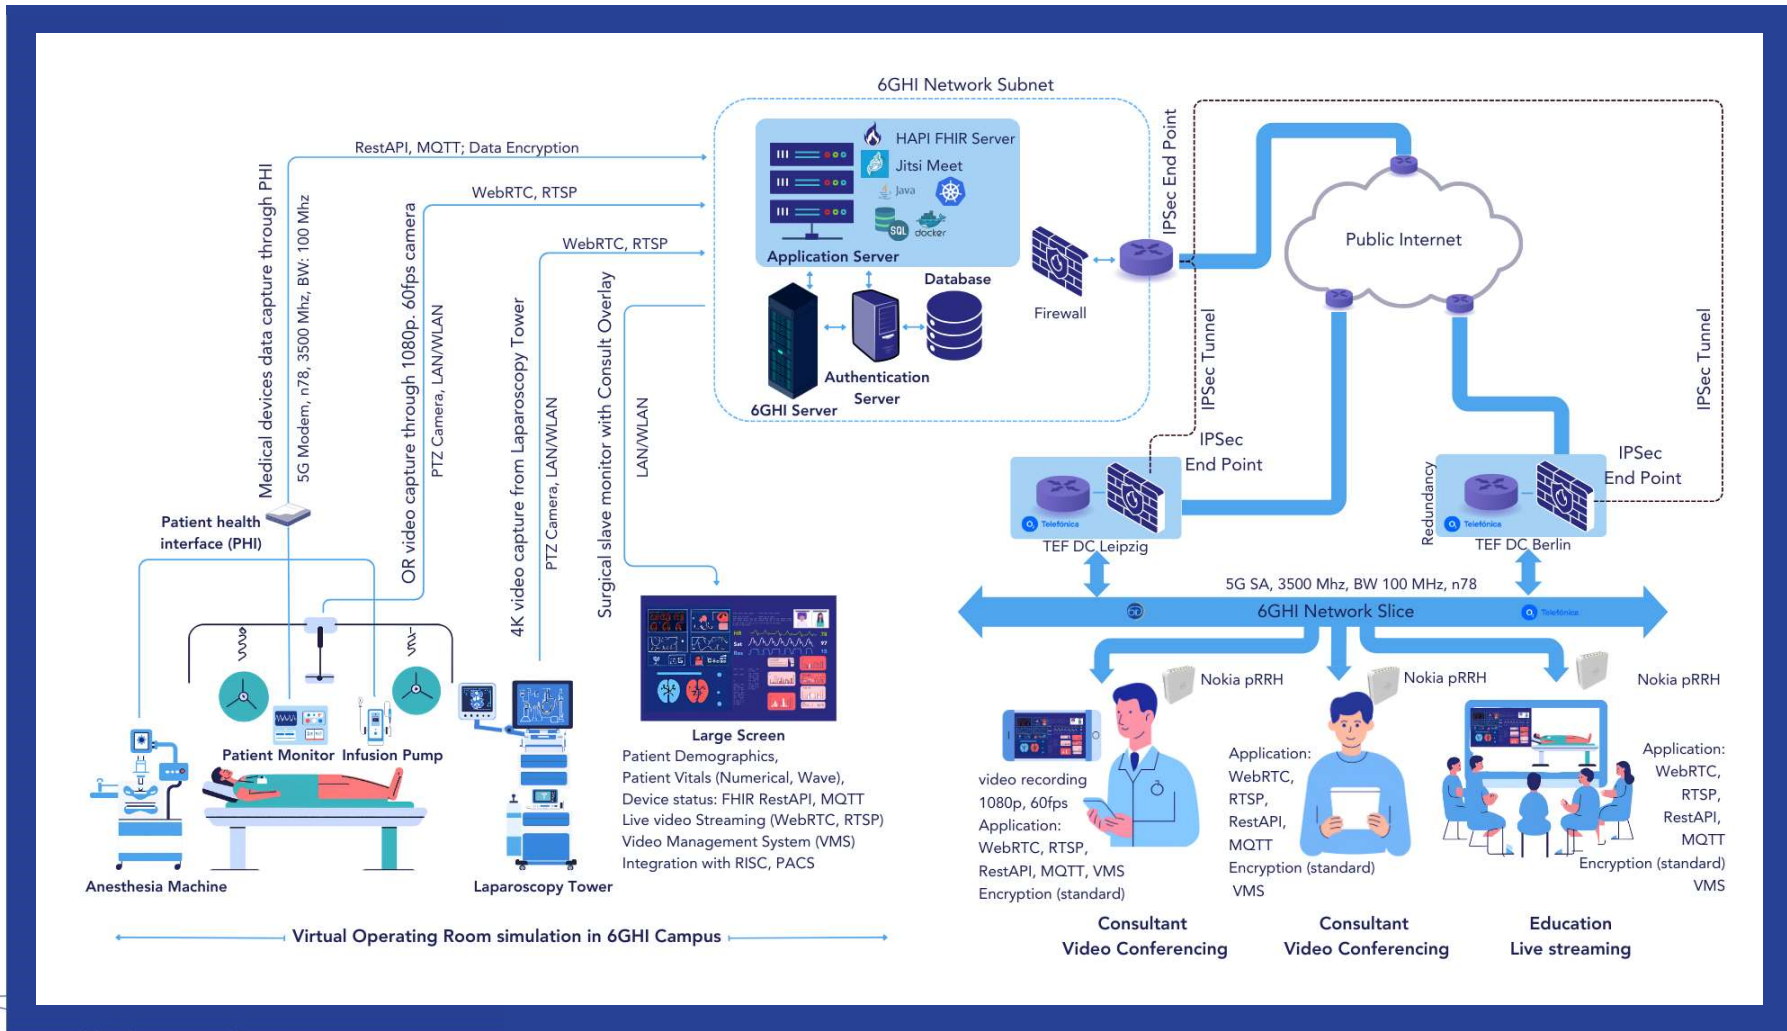 6GHI Network Subnet
RestAPI, MQTT; Data Encryption
WebRTC, RTSP
WebRTC, RTSP
Medical devices data capture through PHI
5G Modem, n78, 3500 Mhz, BW: 100 Mhz
OR video capture through 1080p. 60fps camera
PTZ Camera, LAN/WLAN
4K video capture from Laparoscopy Tower
PTZ Camera, LAN/WLAN
Surgical slave monitor with Consult Overlay
LAN/WLAN
HAPI FHIR Server
Jitsi Meet
Java
SQL
docker
Application Server
Database
Authentication
Server
6GHI Server
Firewall
IPSec End Point
Public Internet
IPSec Tunnel
IPSec Tunnel
IPSec
End Point
IPSec
End Point
Telefónica
TEF DC Leipzig
Redundancy
Telefónica
TEF DC Berlin
5G SA, 3500 Mhz, BW 100 MHz, n78
6GHI Network Slice
Telefónica
Patient health
interface (PHI)
Patient Monitor
Infusion Pump
Anesthesia Machine
Laparoscopy Tower
HR
78
Sat
97
Res
Large Screen
Patient Demographics,
Patient Vitals (Numerical, Wave),
Device status: FHIR RestAPI, MQTT
Live video Streaming (WebRTC, RTSP)
Video Management System (VMS)
Integration with RISC, PACS
Virtual Operating Room simulation in 6GHI Campus
Nokia pRRH
video recording
1080p, 60fps
Application:
WebRTC, RTSP,
RestAPI, MQTT, VMS
Encryption (standard)
Consultant
Video Conferencing
Nokia pRRH
Application:
WebRTC,
RTSP,
RestAPI,
MQTT
Encryption (standard)
VMS
Consultant
Video Conferencing
Nokia pRRH
Application:
WebRTC,
RTSP,
RestAPI,
MQTT
Encryption (standard)
VMS
Education
Live streaming